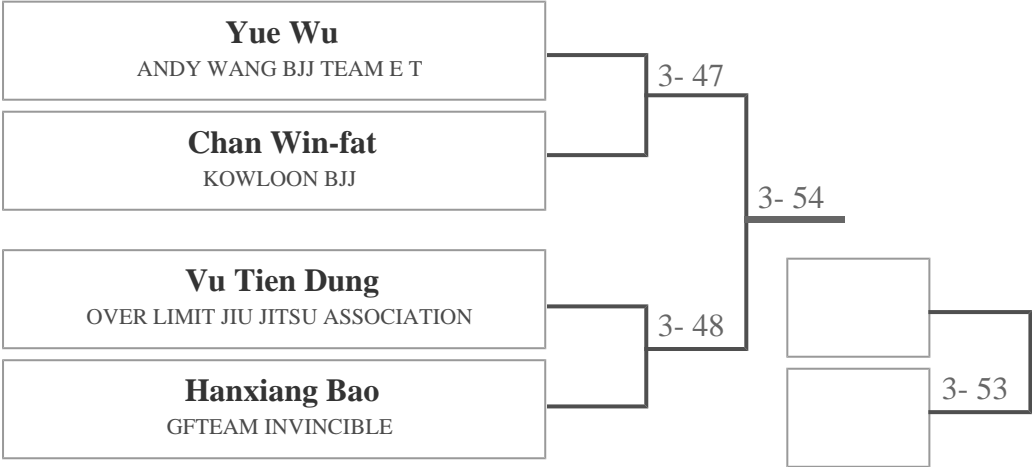 Yue Wu
ANDY WANG BJJ TEAM E T
3- 47
Chan Win-fat
KOWLOON BJJ
3- 54
Vu Tien Dung
OVER LIMIT JIU JITSU ASSOCIATION
3- 48
Hanxiang Bao
GFTEAM INVINCIBLE
3- 53